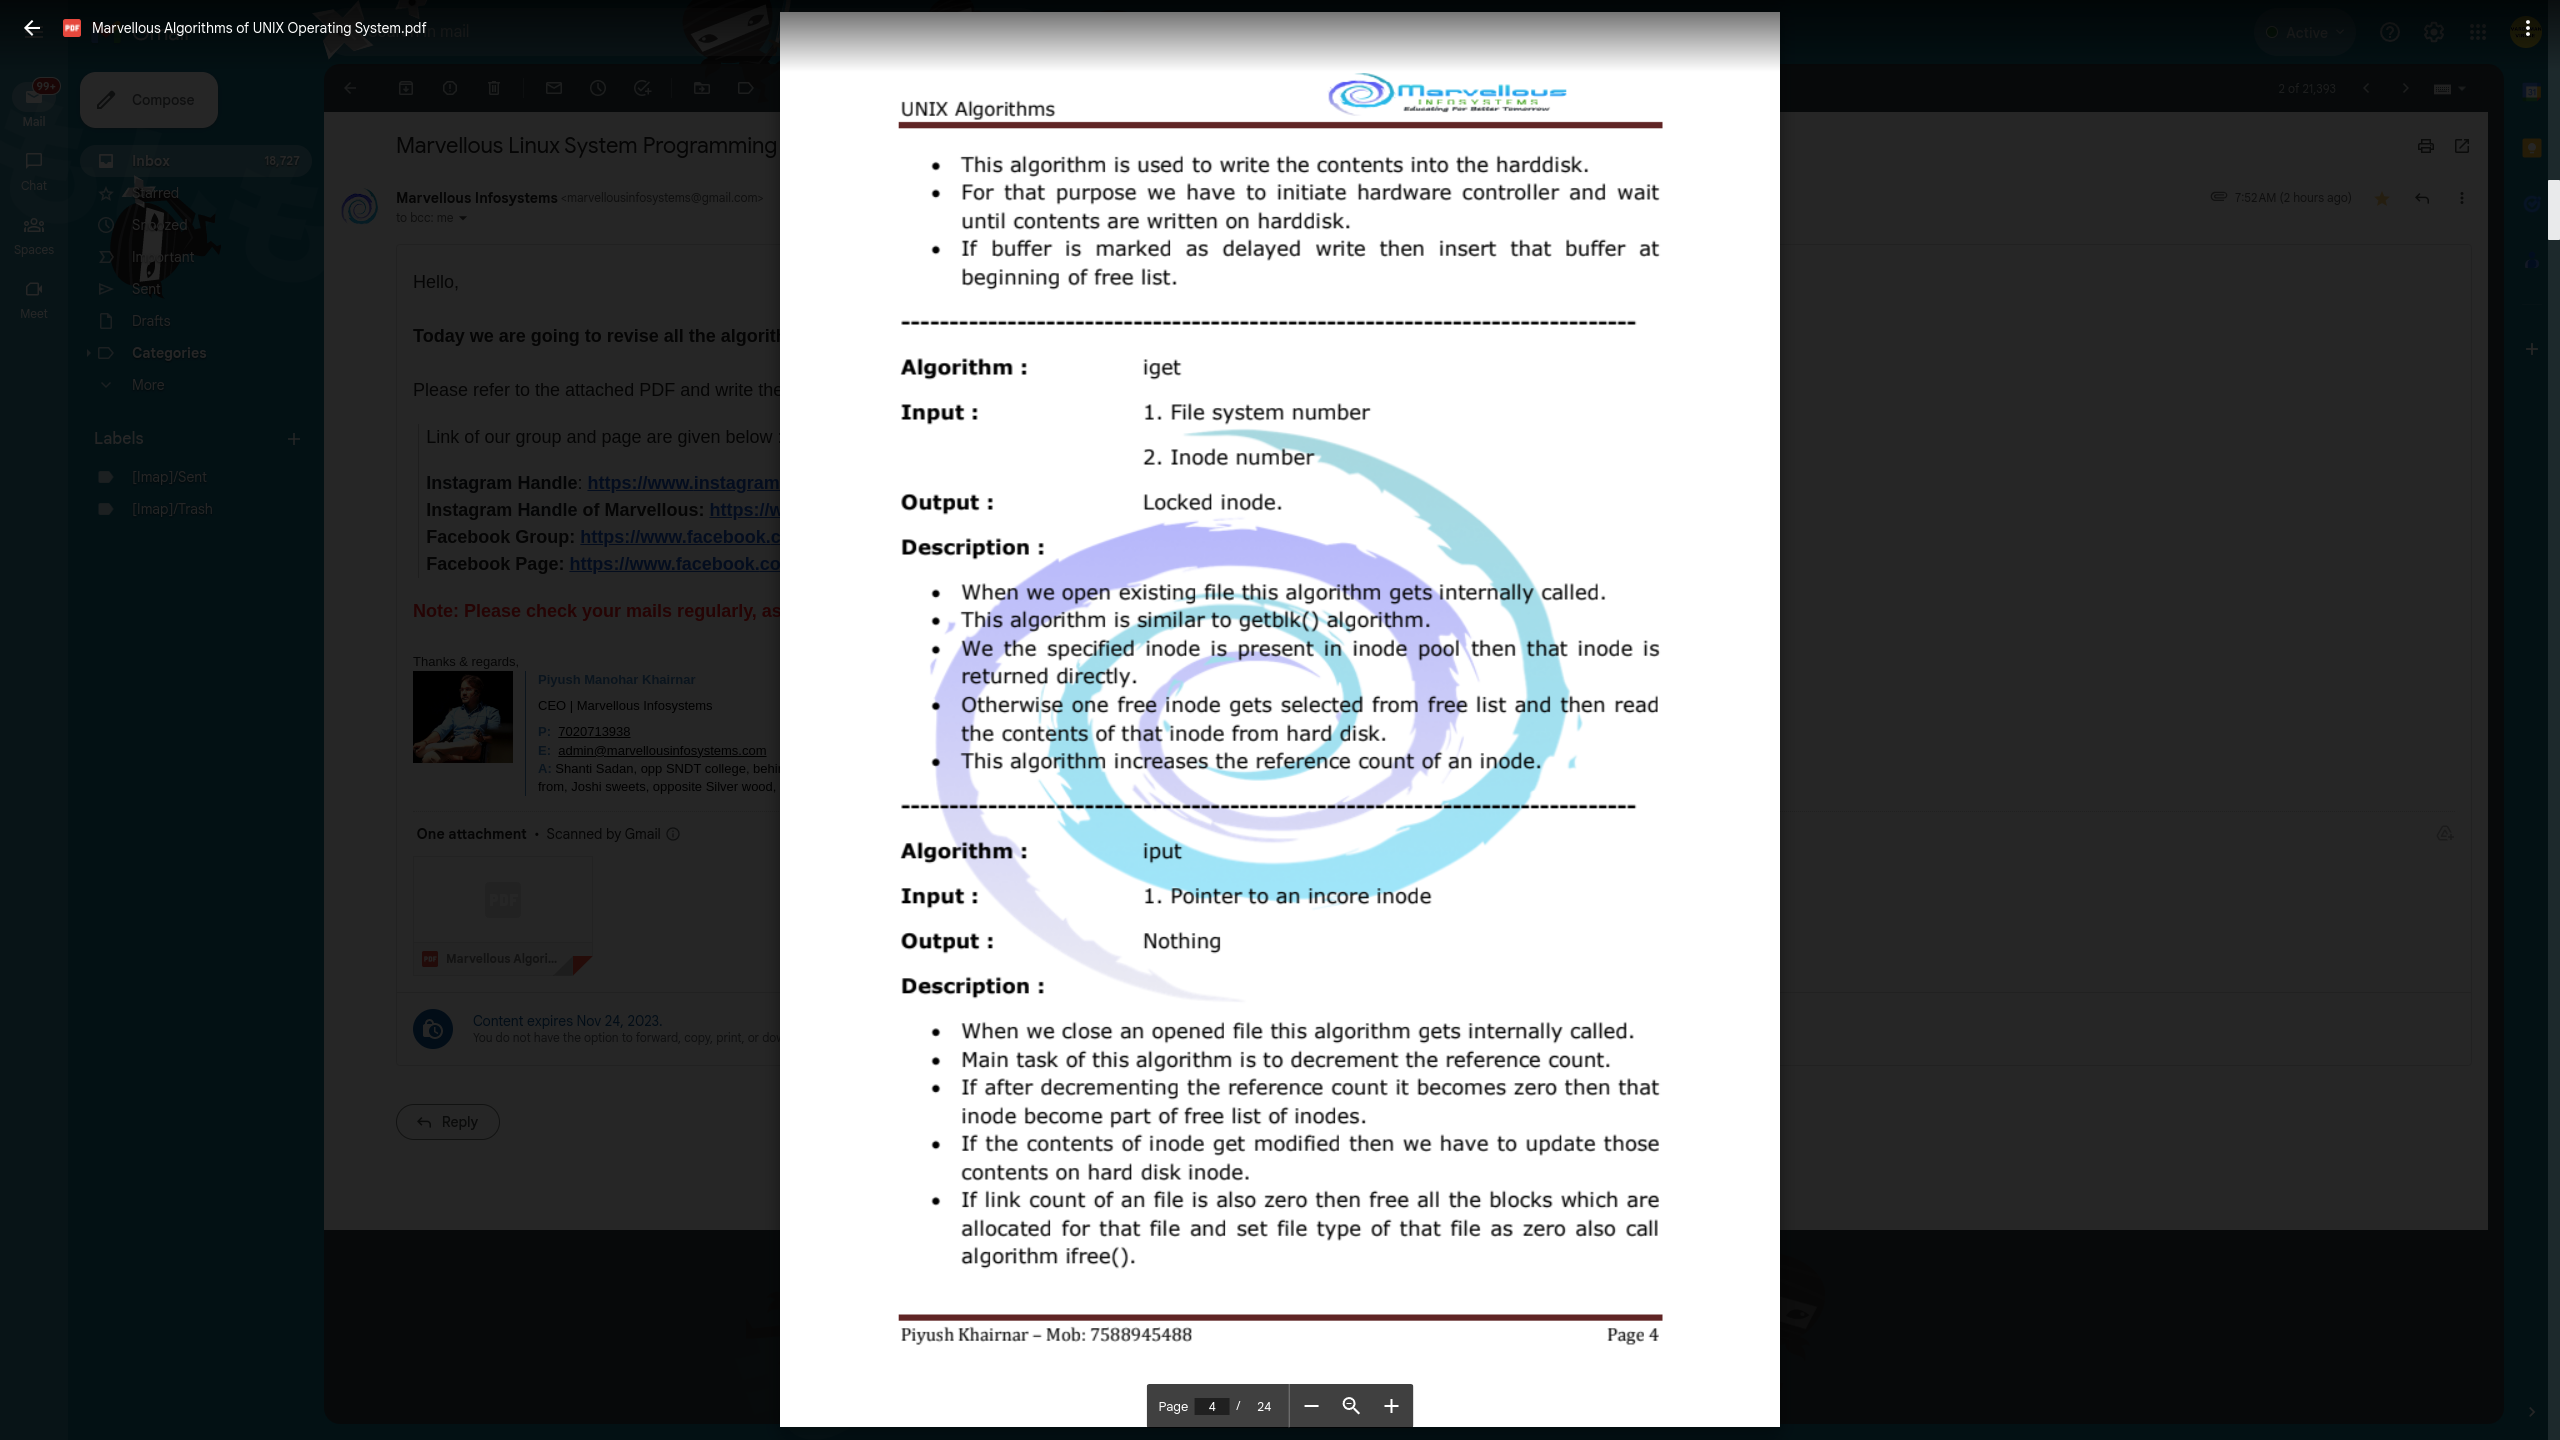 Marvellous Algorithms of UNIX Operating System.pdf
in mail
Active
99+
Mail
Chat
Spaces
Meet
Compose
Inbox 18,727
Starred
Snoozed
Important
Sent
Drafts
Categories
More
Labels
[Imap]/Sent
[Imap]/Trash
2 of 21,393
Marvellous Linux System Programming
Marvellous Infosystems <marvellousinfosystems@gmail.com>
to bcc: me
7:52 AM (2 hours ago)
Hello,
Today we are going to revise all the algorith
Please refer to the attached PDF and write the
Link of our group and page are given below :
Instagram Handle: https://www.instagram
Instagram Handle of Marvellous: https://w
Facebook Group: https://www.facebook.c
Facebook Page: https://www.facebook.co
Note: Please check your mails regularly, as
Thanks & regards,
Piyush Manohar Khairnar
CEO | Marvellous Infosystems
P: 7020713938
E: admin@marvellousinfosystems.com
A: Shanti Sadan, opp SNDT college, behi
from, Joshi sweets, opposite Silver wood,
One attachment • Scanned by Gmail
PDF
PDF Marvellous Algori...
Content expires Nov 24, 2023.
You do not have the option to forward, copy, print, or dow
Reply
UNIX Algorithms
Marvellous
INFOSYSTEMS
Educating For Better Tomorrow
• This algorithm is used to write the contents into the harddisk.
• For that purpose we have to initiate hardware controller and wait
until contents are written on harddisk.
• If buffer is marked as delayed write then insert that buffer at
beginning of free list.
--------------------------------------------------------------------------
Algorithm : iget
Input : 1. File system number
2. Inode number
Output : Locked inode.
Description :
• When we open existing file this algorithm gets internally called.
• This algorithm is similar to getblk() algorithm.
• We the specified inode is present in inode pool then that inode is
returned directly.
• Otherwise one free inode gets selected from free list and then read
the contents of that inode from hard disk.
• This algorithm increases the reference count of an inode.
--------------------------------------------------------------------------
Algorithm : iput
Input : 1. Pointer to an incore inode
Output : Nothing
Description :
• When we close an opened file this algorithm gets internally called.
• Main task of this algorithm is to decrement the reference count.
• If after decrementing the reference count it becomes zero then that
inode become part of free list of inodes.
• If the contents of inode get modified then we have to update those
contents on hard disk inode.
• If link count of an file is also zero then free all the blocks which are
allocated for that file and set file type of that file as zero also call
algorithm ifree().
Piyush Khairnar – Mob: 7588945488 Page 4
Page 4 / 24